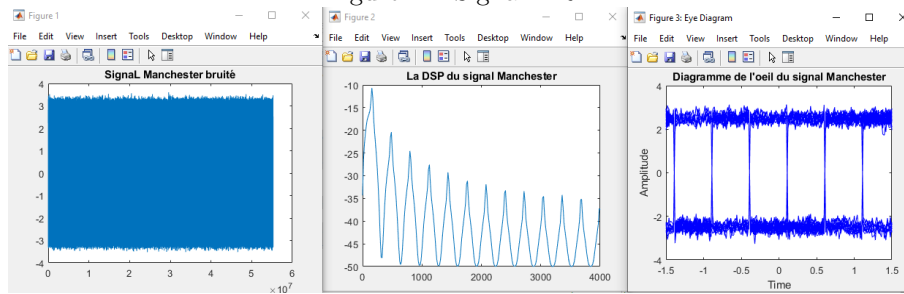 Figure 1
File Edit View Insert Tools Desktop Window Help
SignaL Manchester bruité
4
3
2
1
0
-1
-2
-3
-4
0 1 2 3 4 5 6
×10^7
Figure 2
File Edit View Insert Tools Desktop Window Help
La DSP du signal Manchester
-10
-15
-20
-25
-30
-35
-40
-45
-50
0 1000 2000 3000 4000
Figure 3: Eye Diagram
File Edit View Insert Tools Desktop Window Help
Diagramme de l'oeil du signal Manchester
Amplitude
4
2
0
-2
-4
-1.5 -1 -0.5 0 0.5 1 1.5
Time